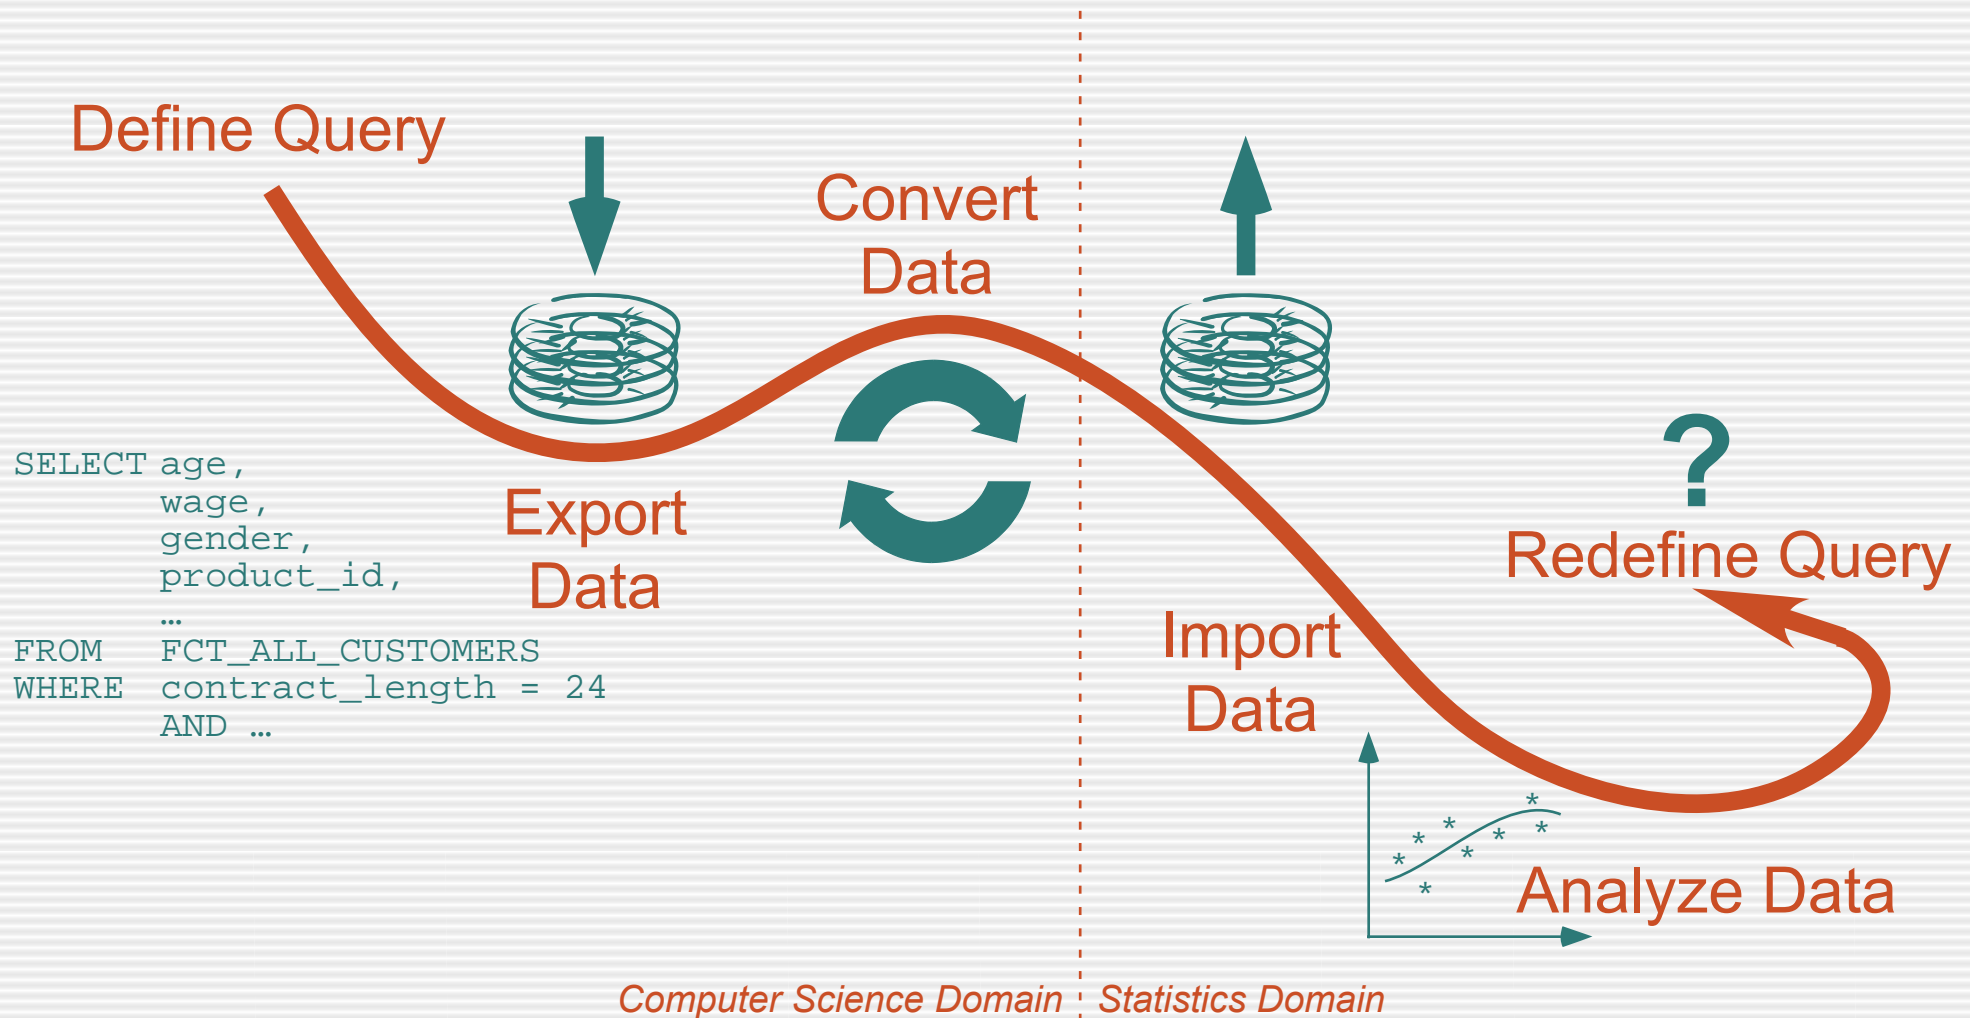 Define Query
Convert
Data
SELECT age,
wage,
gender,
product_id,
…
FROM FCT_ALL_CUSTOMERS
WHERE contract_length = 24
AND …
Export
Data
?
Redefine Query
Import
Data
Analyze Data
Computer Science Domain
Statistics Domain